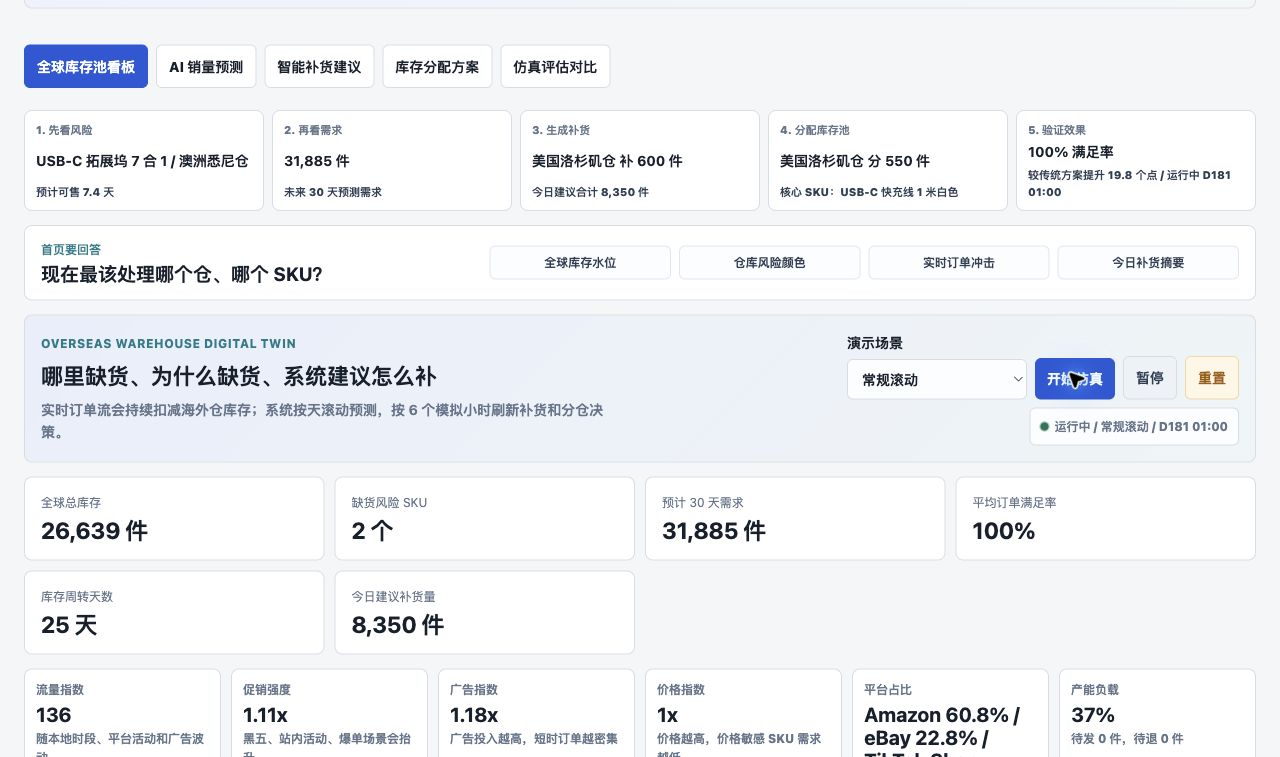 全球库存池看板
AI 销量预测
智能补货建议
库存分配方案
仿真评估对比
1. 先看风险
USB-C 拓展坞 7 合 1 / 澳洲悉尼仓
预计可售 7.4 天
2. 再看需求
31,885 件
未来 30 天预测需求
3. 生成补货
美国洛杉矶仓 补 600 件
今日建议合计 8,350 件
4. 分配库存池
美国洛杉矶仓 分 550 件
核心 SKU：USB-C 快充线 1 米白色
5. 验证效果
100% 满足率
较传统方案提升 19.8 个点 / 运行中 D181
01:00
首页要回答
现在最该处理哪个仓、哪个 SKU?
全球库存水位
仓库风险颜色
实时订单冲击
今日补货摘要
OVERSEAS WAREHOUSE DIGITAL TWIN
哪里缺货、为什么缺货、系统建议怎么补
实时订单流会持续扣减海外仓库存；系统按天滚动预测，按 6 个模拟小时刷新补货和分仓决
策。
演示场景
常规滚动
开始仿真
暂停
重置
运行中 / 常规滚动 / D181 01:00
全球总库存
26,639 件
缺货风险 SKU
2 个
预计 30 天需求
31,885 件
平均订单满足率
100%
库存周转天数
25 天
今日建议补货量
8,350 件
流量指数
136
随本地时段、平台活动和广告波
动
促销强度
1.11x
黑五、站内活动、爆单场景会抬
升
广告指数
1.18x
广告投入越高，短时订单越密集
价格指数
1x
价格越高，价格敏感 SKU 需求
越低
平台占比
Amazon 60.8% /
eBay 22.8% /
产能负载
37%
待发 0 件，待退 0 件